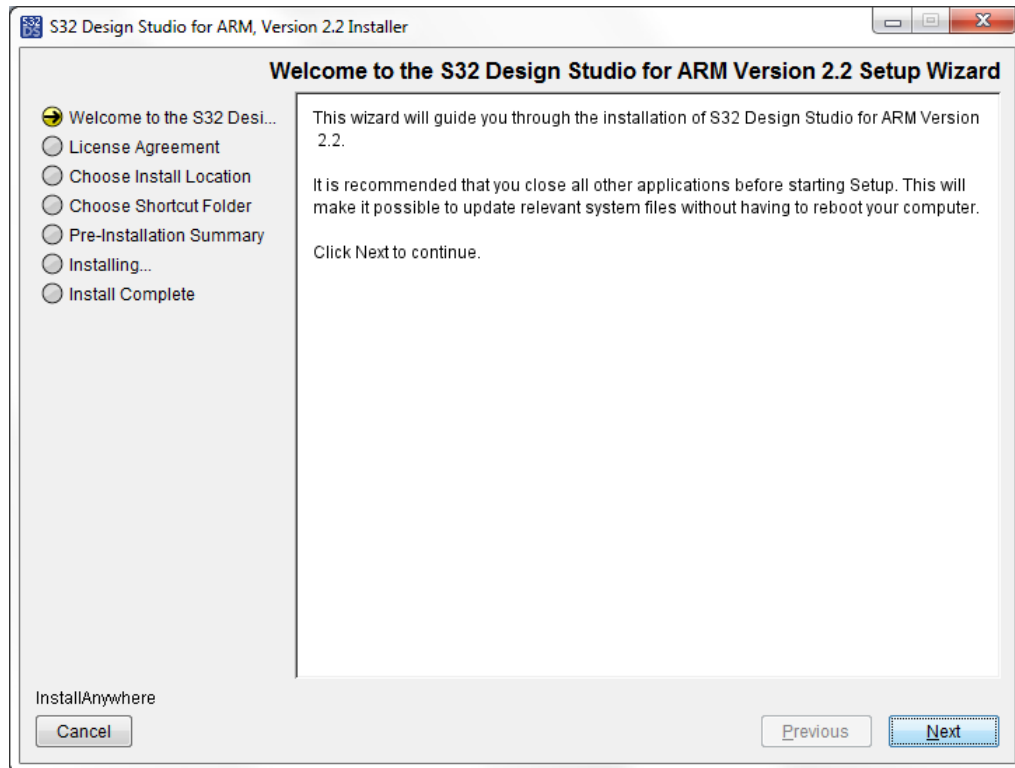 S32 DS S32 Design Studio for ARM, Version 2.2 Installer
Welcome to the S32 Design Studio for ARM Version 2.2 Setup Wizard
Welcome to the S32 Desi...
License Agreement
Choose Install Location
Choose Shortcut Folder
Pre-Installation Summary
Installing...
Install Complete
This wizard will guide you through the installation of S32 Design Studio for ARM Version
2.2.
It is recommended that you close all other applications before starting Setup. This will
make it possible to update relevant system files without having to reboot your computer.
Click Next to continue.
InstallAnywhere
Cancel
Previous
Next